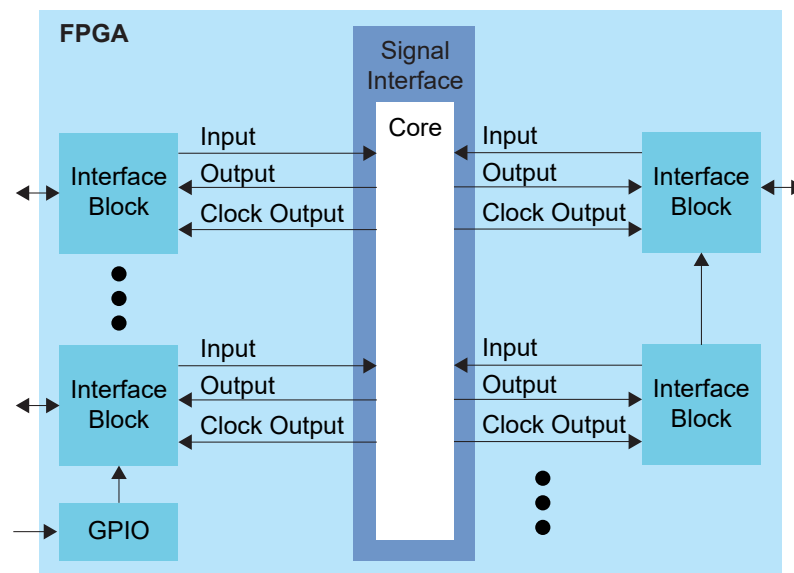 FPGA
Signal
Interface
Core
Input
Output
Clock Output
Interface
Block
Input
Output
Clock Output
Interface
Block
Input
Output
Clock Output
Interface
Block
Input
Output
Clock Output
Interface
Block
GPIO